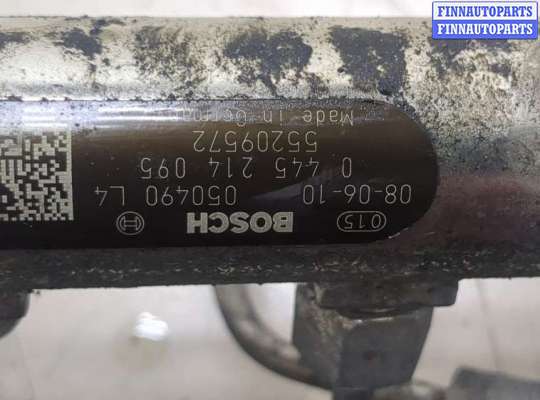 FINNAUTOPARTS
FINNAUTOPARTS
015 BOSCH
08-06-10 050490 L4
0 445 214 095
55209572
Made in Germany